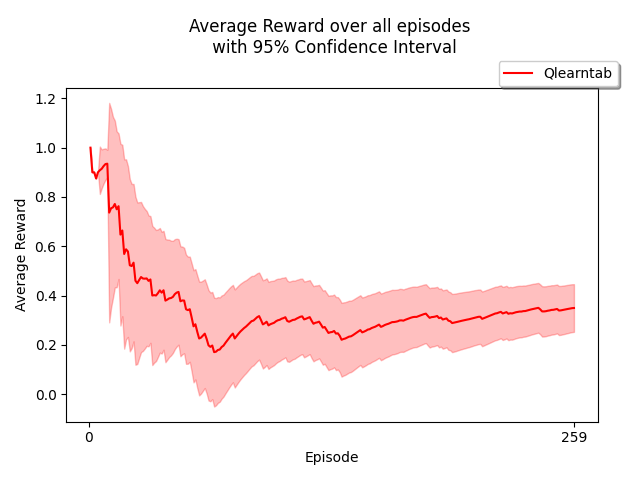 Average Reward over all episodes
with 95% Confidence Interval
Qlearntab
1.2
1.0
0.8
0.6
0.4
0.2
0.0
Average Reward
0
259
Episode